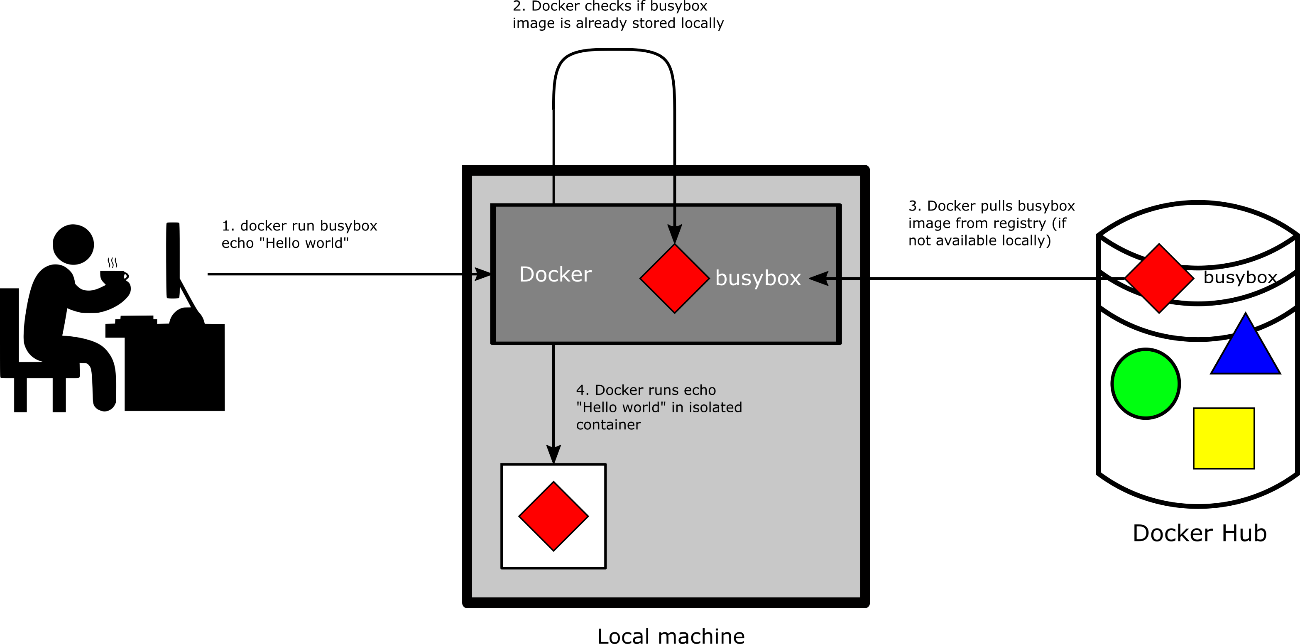 2. Docker checks if busybox
image is already stored locally
1. docker run busybox
echo "Hello world"
3. Docker pulls busybox
image from registry (if
not available locally)
Docker
busybox
busybox
4. Docker runs echo
"Hello world" in isolated
container
Docker Hub
Local machine